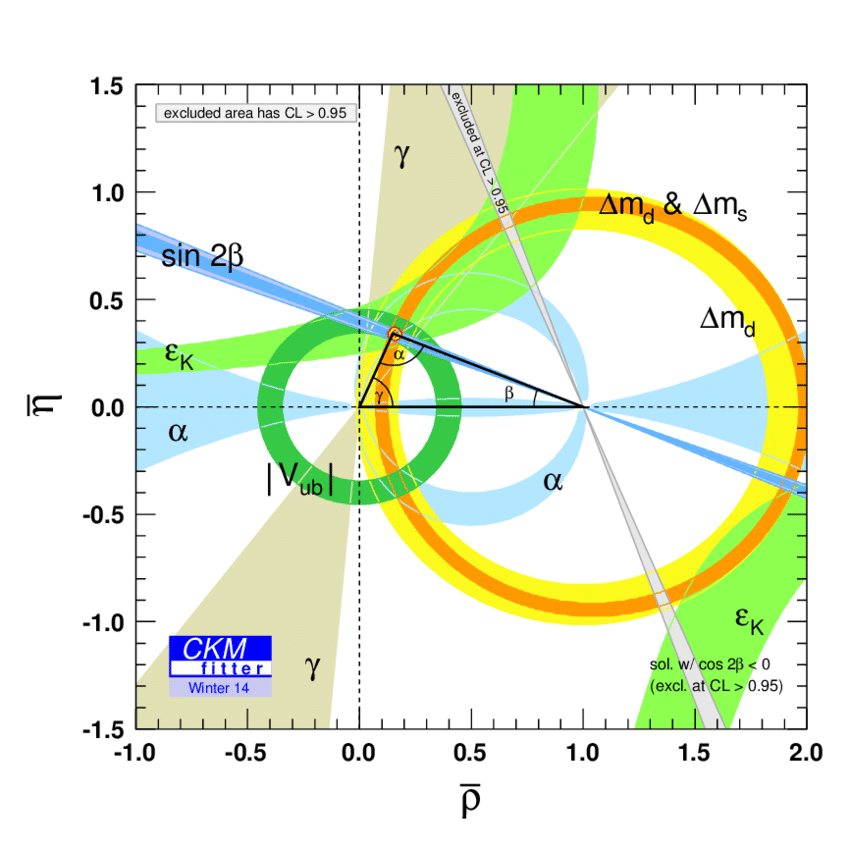 1.5
excluded area has CL > 0.95
excluded at CL > 0.95
γ
1.0
Δm_d & Δm_s
sin 2β
0.5
Δm_d
ε_K
α
γ
β
0.0
η̅
α
α
|V_ub|
-0.5
ε_K
-1.0
CKM
fitter
Winter 14
γ
sol. w/ cos 2β < 0
(excl. at CL > 0.95)
-1.5
-1.0 -0.5 0.0 0.5 1.0 1.5 2.0
ρ̅